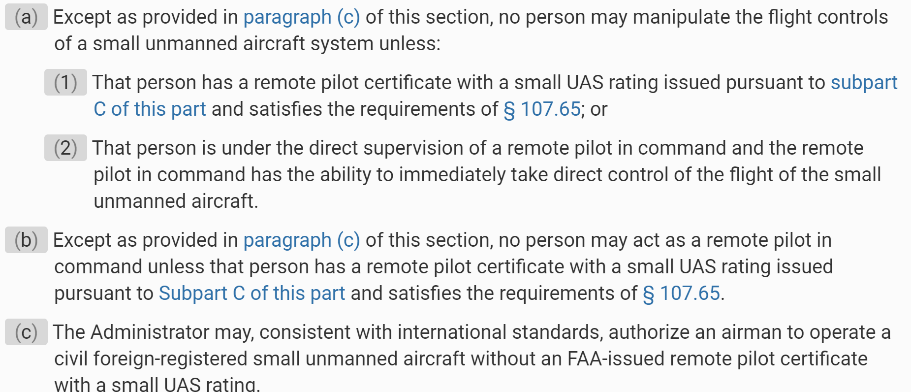 (a) Except as provided in paragraph (c) of this section, no person may manipulate the flight controls
of a small unmanned aircraft system unless:
(1) That person has a remote pilot certificate with a small UAS rating issued pursuant to subpart
C of this part and satisfies the requirements of § 107.65; or
(2) That person is under the direct supervision of a remote pilot in command and the remote
pilot in command has the ability to immediately take direct control of the flight of the small
unmanned aircraft.
(b) Except as provided in paragraph (c) of this section, no person may act as a remote pilot in
command unless that person has a remote pilot certificate with a small UAS rating issued
pursuant to Subpart C of this part and satisfies the requirements of § 107.65.
(c) The Administrator may, consistent with international standards, authorize an airman to operate a
civil foreign-registered small unmanned aircraft without an FAA-issued remote pilot certificate
with a small UAS rating.